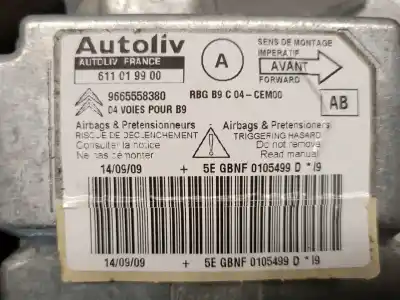 Autoliv
AUTOLIV FRANCE
611 01 99 00
A
SENS DE MONTAGE
IMPERATIF
AVANT
FORWARD
9665558380
RBG B9 C 04-CEM00
04 VOIES POUR B9
AB
Airbags & Pretensionneurs
RISQUE DE DECLENCHEMENT
Consulter la notice
Ne pas démonter
Airbags & Pretensioners
TRIGGERING HASARD
Do not remove
Read manual
14/09/09 + 5E GBNF 0105499 D * I9
14/09/09 + 5E GBNF 0105499 D * I9